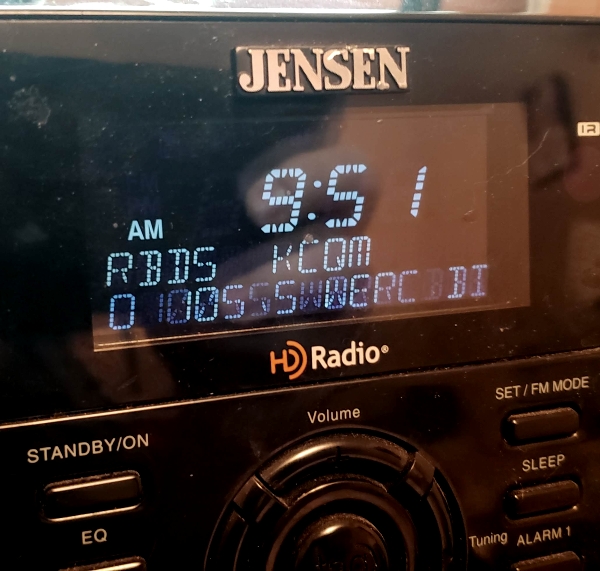 JENSEN
IR
9:51
AM
RBDS KCQM
HD Radio®
SET / FM MODE
Volume
STANDBY/ON
SLEEP
EQ
Tuning ALARM 1